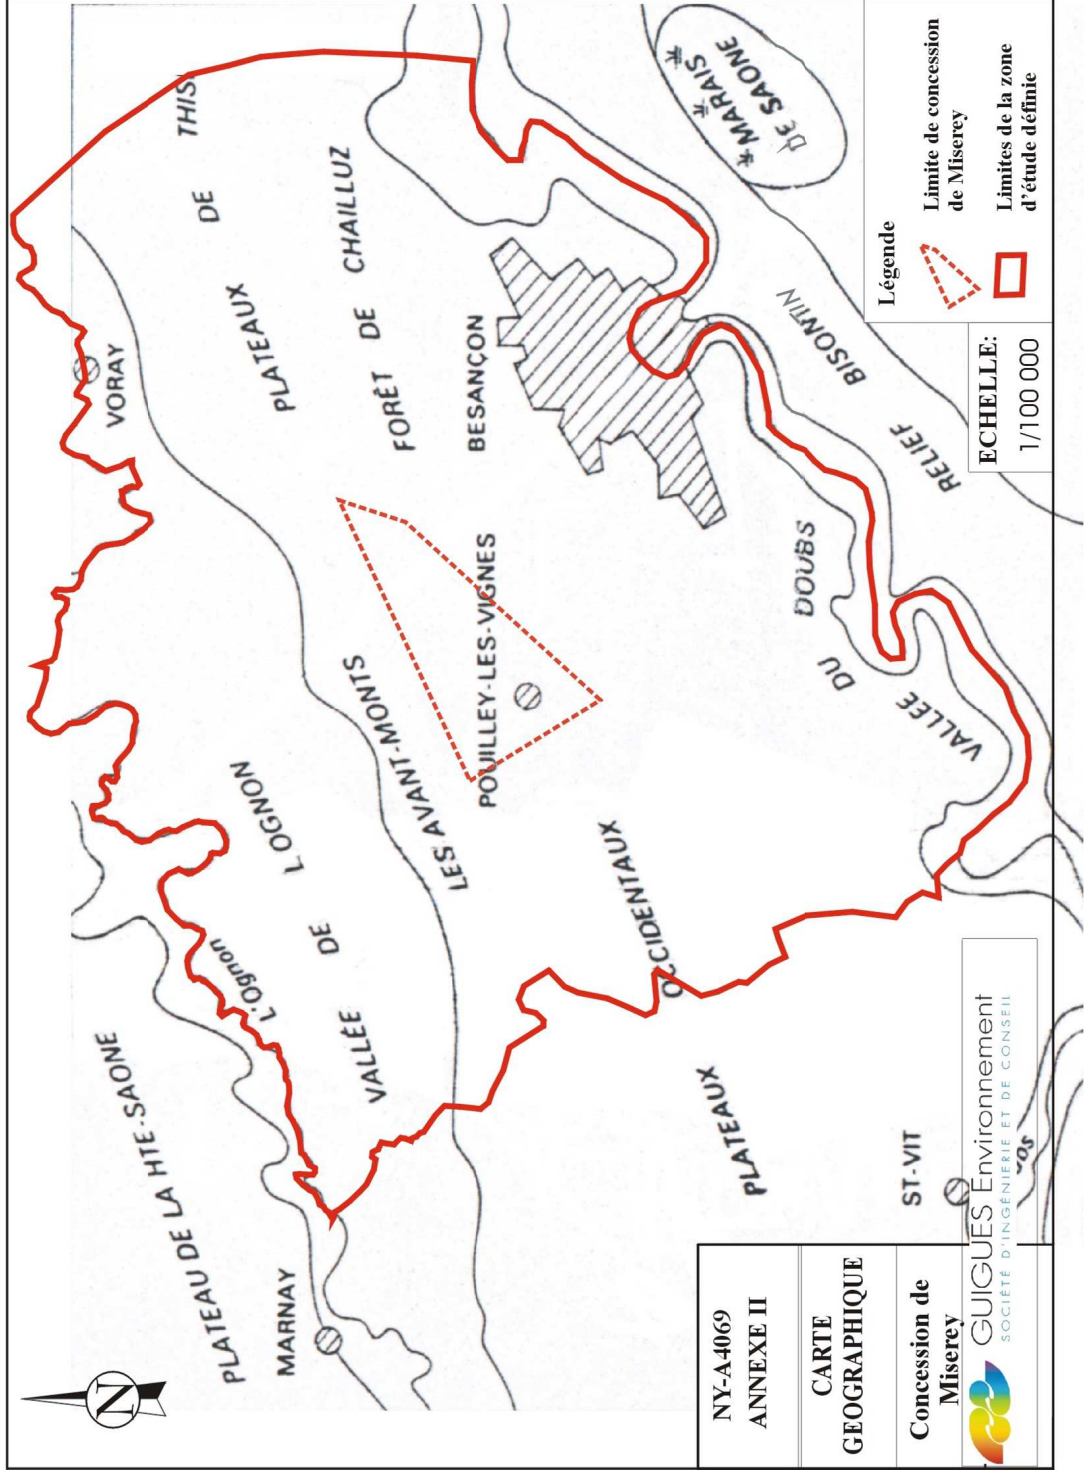 PLATEAU DE LA HTE-SAONE
MARNAY
L'Ognon
VALLÉE DE L'OGNON
VORAY
PLATEAUX DE THIS
FORÊT DE CHAILLUZ
LES AVANT-MONTS
POUILLEY-LES-VIGNES
BESANÇON
* MARAIS * *
DE SAONE
PLATEAUX OCCIDENTAUX
VALLÉE DU DOUBS
RELIEF BISONTIN
ST-VIT
NY-A4069
ANNEXE II
CARTE
GEOGRAPHIQUE
Concession de
Miserey
GUIGUES Environnement
SOCIÉTÉ D'INGÉNIERIE ET DE CONSEIL
ECHELLE:
1/100 000
Légende
Limite de concession
de Miserey
Limites de la zone
d'étude définie
N